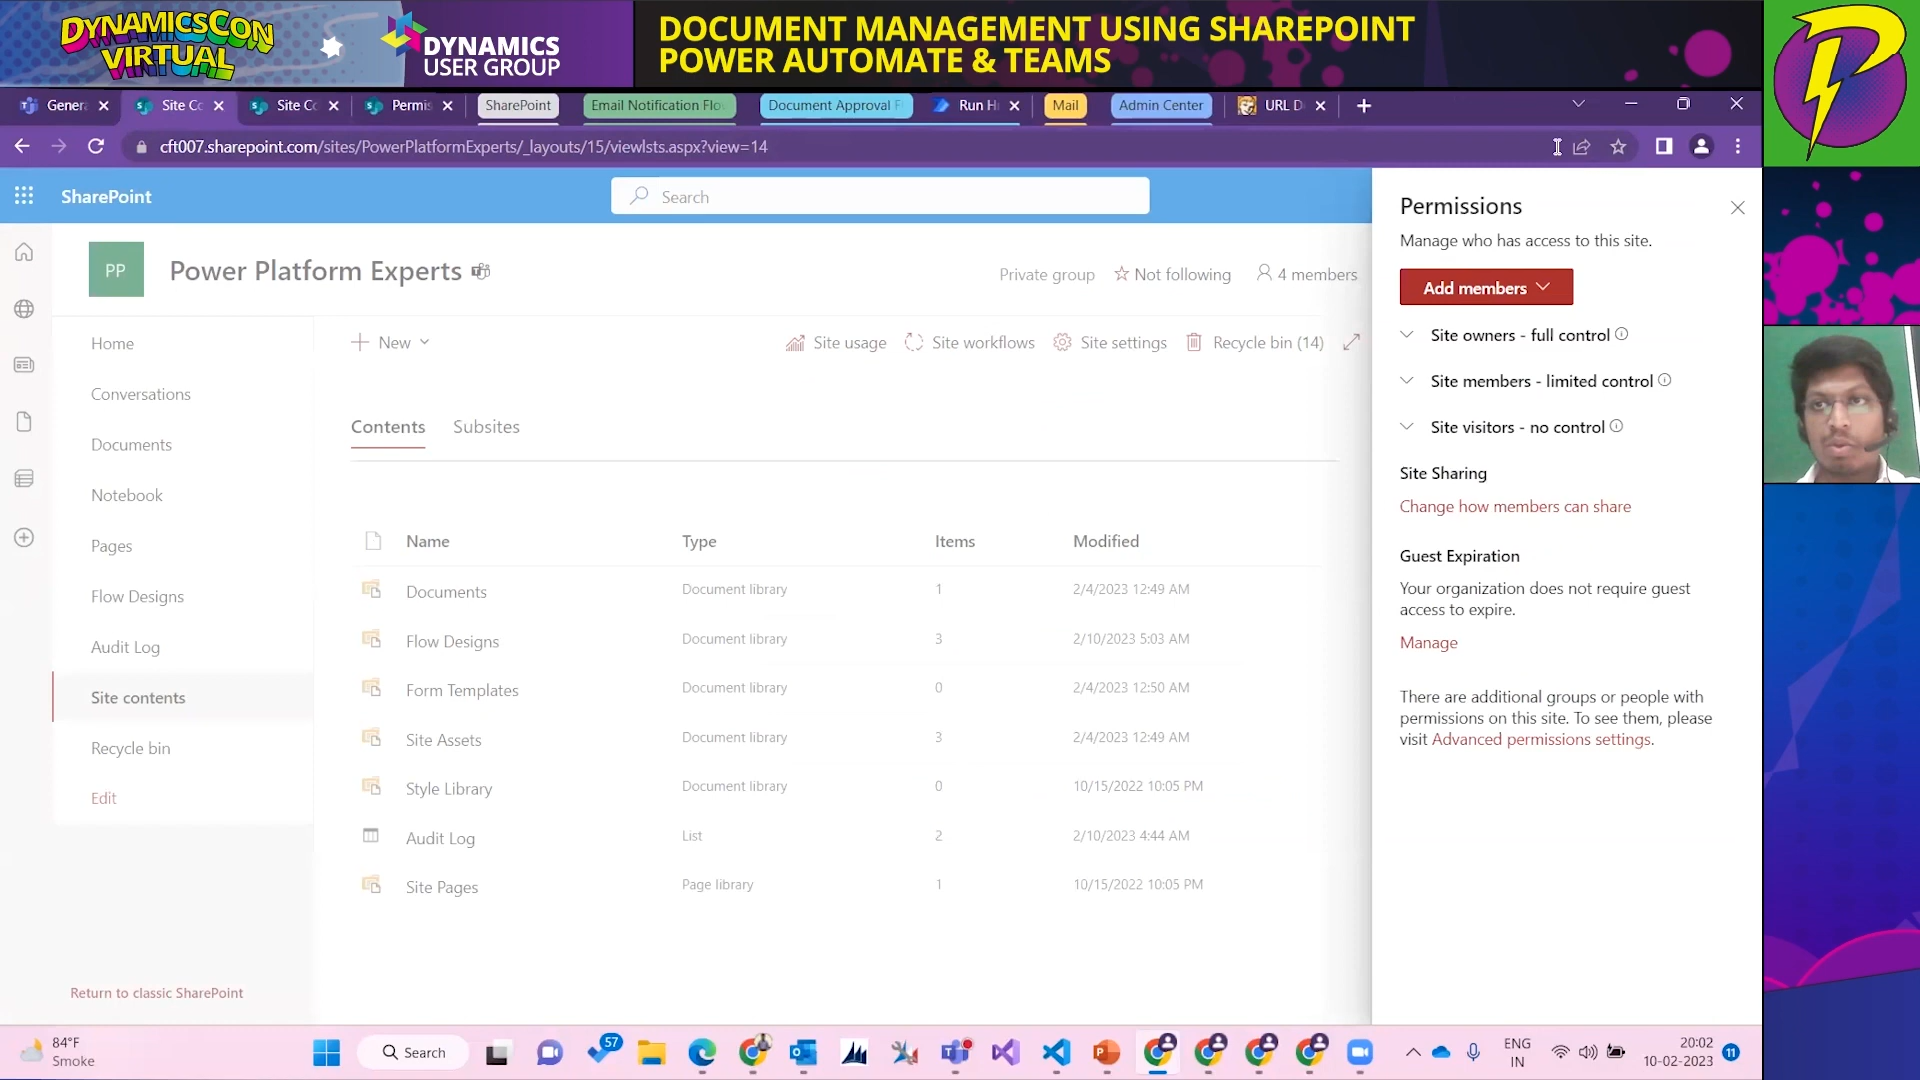 DYNAMICSCON
VIRTUAL
DYNAMICS
USER GROUP
DOCUMENT MANAGEMENT USING SHAREPOINT
POWER AUTOMATE & TEAMS
Genera
Site Co
Site Co
Permis
SharePoint
Email Notification Flo
Document Approval F
Run H
Mail
Admin Center
URL D
cft007.sharepoint.com/sites/PowerPlatformExperts/_layouts/15/viewlsts.aspx?view=14
SharePoint
Search
PP
Power Platform Experts
Private group
Not following
4 members
Home
Conversations
Documents
Notebook
Pages
Flow Designs
Audit Log
Site contents
Recycle bin
Edit
Return to classic SharePoint
New
Site usage
Site workflows
Site settings
Recycle bin (14)
Contents
Subsites
Name Type Items Modified
Documents Document library 1 2/4/2023 12:49 AM
Flow Designs Document library 3 2/10/2023 5:03 AM
Form Templates Document library 0 2/4/2023 12:50 AM
Site Assets Document library 3 2/4/2023 12:49 AM
Style Library Document library 0 10/15/2022 10:05 PM
Audit Log List 2 2/10/2023 4:44 AM
Site Pages Page library 1 10/15/2022 10:05 PM
Permissions
Manage who has access to this site.
Add members
Site owners - full control
Site members - limited control
Site visitors - no control
Site Sharing
Change how members can share
Guest Expiration
Your organization does not require guest
access to expire.
Manage
There are additional groups or people with
permissions on this site. To see them, please
visit Advanced permissions settings.
84°F
Smoke
Search
57
ENG
IN
20:02
10-02-2023
11